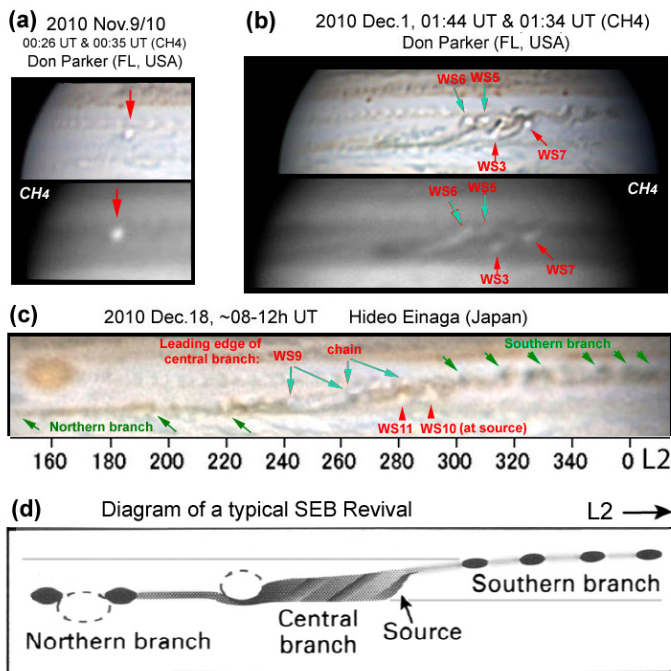 (a) 2010 Nov.9/10
00:26 UT & 00:35 UT (CH4)
Don Parker (FL, USA)
CH4
(b) 2010 Dec.1, 01:44 UT & 01:34 UT (CH4)
Don Parker (FL, USA)
WS6 WS5
WS3 WS7
WS6 WS5 CH4
WS3 WS7
(c) 2010 Dec.18, ~08-12h UT Hideo Einaga (Japan)
Leading edge of
central branch:
WS9
chain
Southern branch
Northern branch
WS11 WS10 (at source)
160 180 200 220 240 260 280 300 320 340 0 L2
(d) Diagram of a typical SEB Revival L2
Southern branch
Source
Central
branch
Northern branch